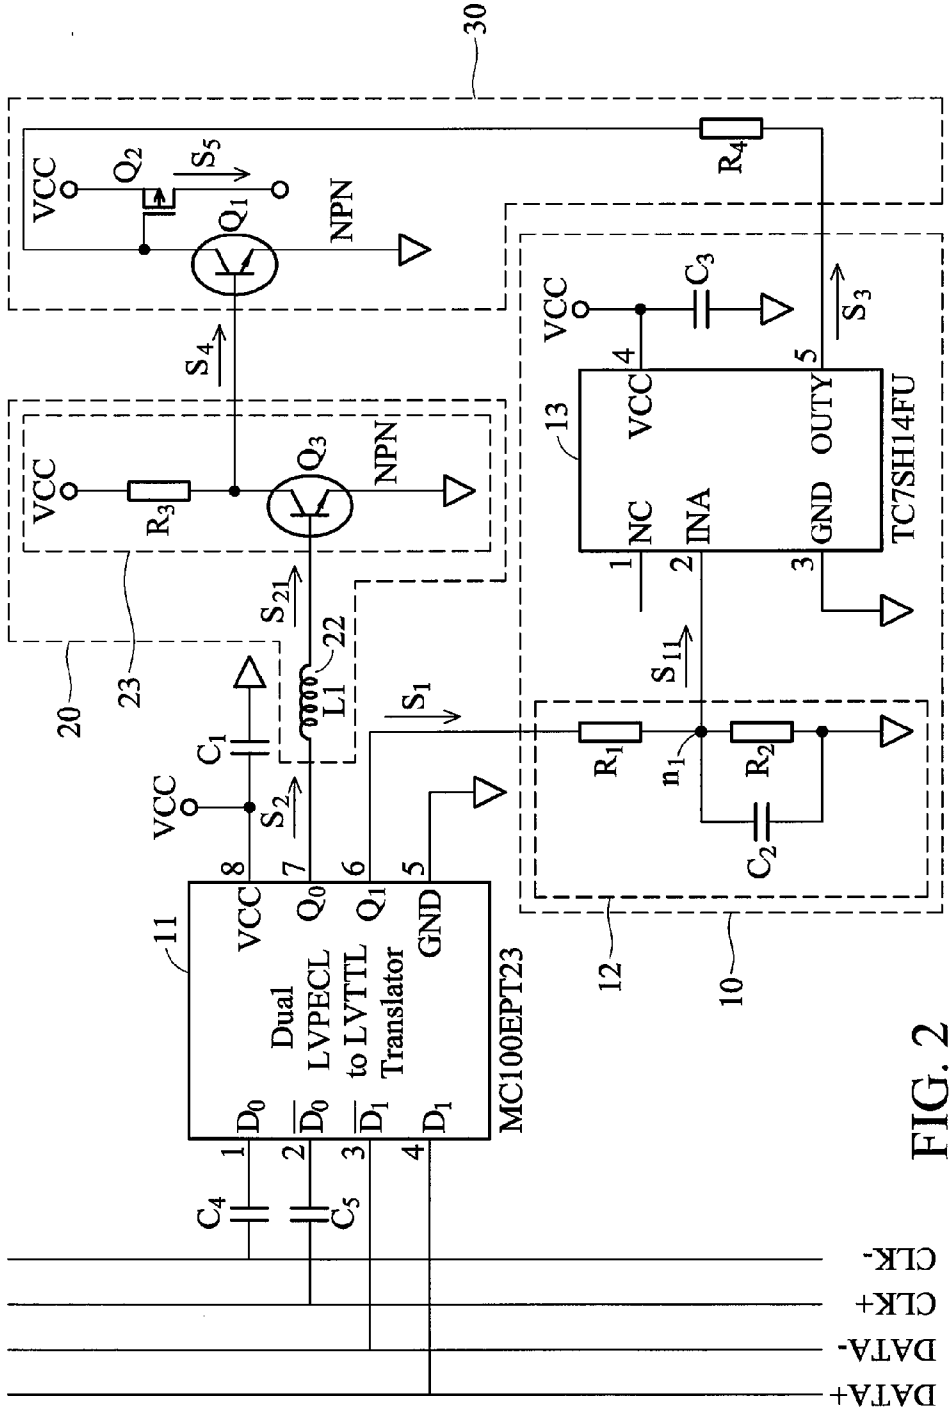 30
VCC
Q2
S5
Q1
NPN
R4
S4
VCC
R3
Q3
NPN
23
20
S21
22
L1
VCC
C1
S2
S1
VCC
C3
S3
13
4
VCC
5
OUTY
1
NC
2
INA
3
GND
TC7SH14FU
S11
R1
n1
R2
C2
12
10
11
8
VCC
7
Q0
6
Q1
5
GND
Dual
LVPECL
to LVTTL
Translator
1
D0
2
D̅0
3
D̅1
4
D1
MC100EPT23
C4
C5
CLK-
CLK+
DATA-
DATA+
FIG. 2